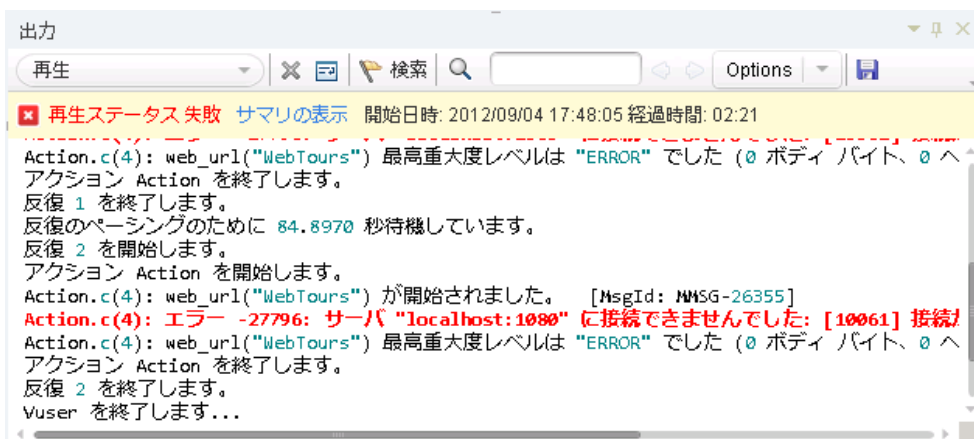 出力
再生
検索
Options
再生ステータス 失敗 サマリの表示 開始日時: 2012/09/04 17:48:05 経過時間: 02:21
Action.c(4): web_url("WebTours") 最高重大度レベルは "ERROR" でした (0 ボディ バイト、0 ヘ
アクション Action を終了します。
反復 1 を終了します。
反復のペーシングのために 84.8970 秒待機しています。
反復 2 を開始します。
アクション Action を開始します。
Action.c(4): web_url("WebTours") が開始されました。 [MsgId: MMSG-26355]
Action.c(4): エラー -27796: サーバ "localhost:1080" に接続できませんでした: [10061] 接続
Action.c(4): web_url("WebTours") 最高重大度レベルは "ERROR" でした (0 ボディ バイト、0 ヘ
アクション Action を終了します。
反復 2 を終了します。
Vuser を終了します...